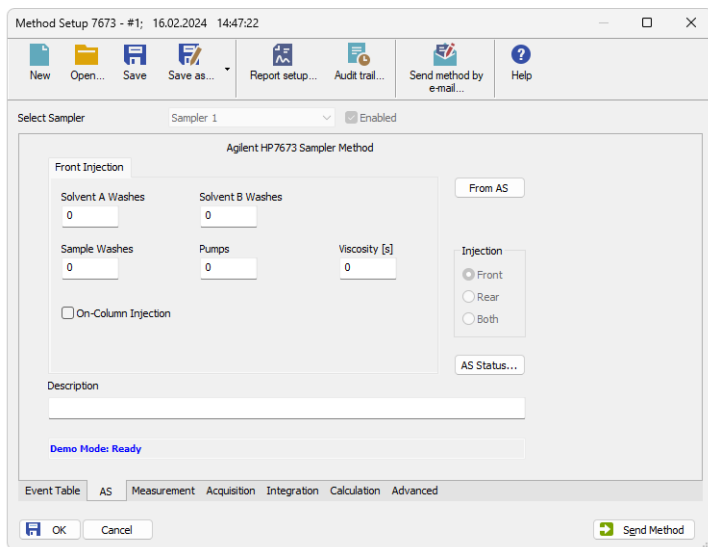 Method Setup 7673 - #1; 16.02.2024 14:47:22
New Open... Save Save as... Report setup... Audit trail... Send method by e-mail... Help
Select Sampler Sampler 1 Enabled
Agilent HP7673 Sampler Method
Front Injection
From AS
Solvent A Washes Solvent B Washes
0 0
Sample Washes Pumps Viscosity [s]
0 0 0
Injection
Front
Rear
Both
On-Column Injection
AS Status...
Description
Demo Mode: Ready
Event Table AS Measurement Acquisition Integration Calculation Advanced
OK Cancel Send Method